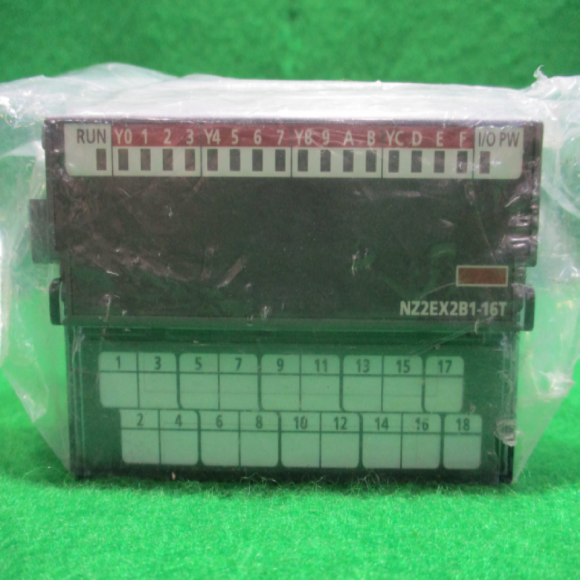 RUN Y0 1 2 3 Y4 5 6 7 Y8 9 A B YC D E F I/O PW
NZ2EX2B1-16T
1 3 5 7 9 11 13 15 17
2 4 6 8 10 12 14 16 18